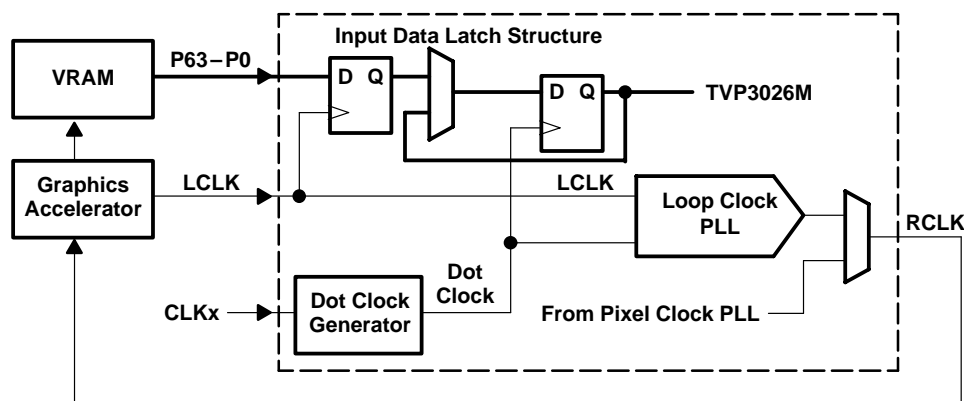 Input Data Latch Structure
P63–P0
VRAM
D Q
D Q
TVP3026M
Graphics
Accelerator
LCLK
LCLK
Loop Clock
PLL
RCLK
Dot
Clock
CLKx
Dot Clock
Generator
From Pixel Clock PLL